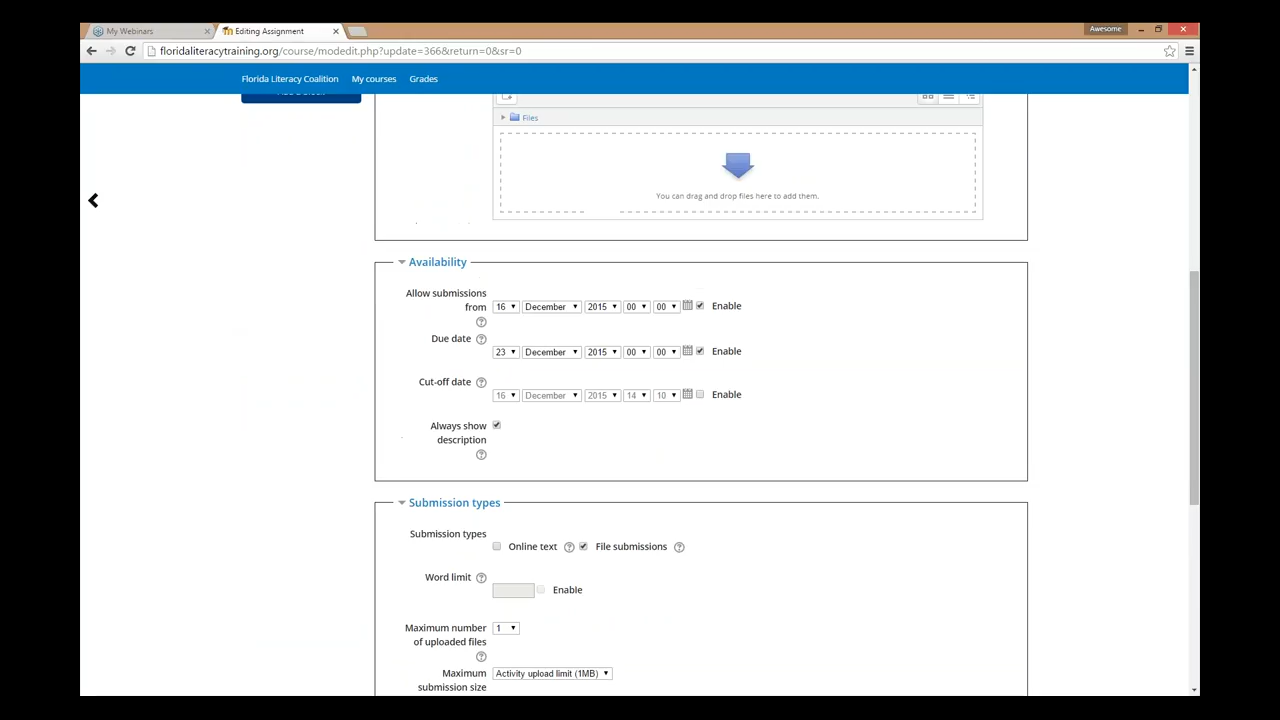 My Webinars
Editing Assignment
Awesome
floridaliteracytraining.org/course/modedit.php?update=366&return=0&sr=0
Florida Literacy Coalition My courses Grades
Files
You can drag and drop files here to add them.
Availability
Allow submissions
from
16 December 2015 00 00 Enable
Due date
23 December 2015 00 00 Enable
Cut-off date
16 December 2015 14 10 Enable
Always show
description
Submission types
Submission types
Online text File submissions
Word limit
Enable
Maximum number
of uploaded files
1
Maximum
submission size
Activity upload limit (1MB)